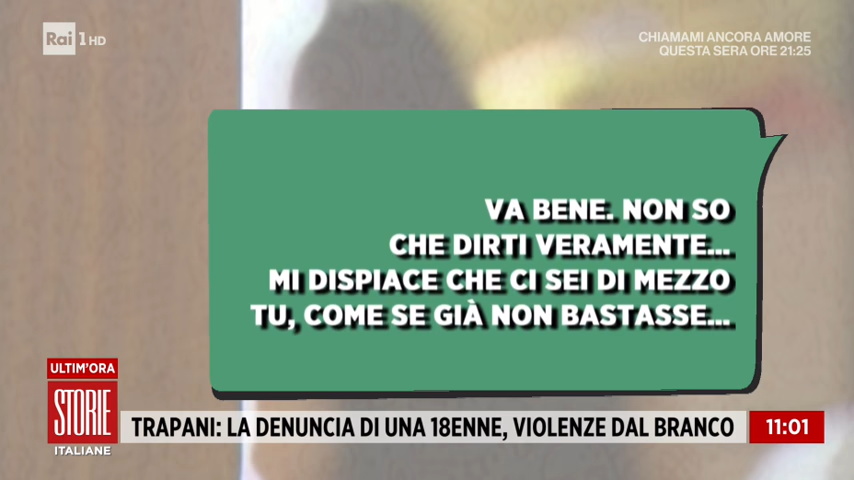 Rai 1 HD
CHIAMAMI ANCORA AMORE
QUESTA SERA ORE 21:25
VA BENE. NON SO
CHE DIRTI VERAMENTE...
MI DISPIACE CHE CI SEI DI MEZZO
TU, COME SE GIÀ NON BASTASSE...
ULTIM'ORA
STORIE
ITALIANE
TRAPANI: LA DENUNCIA DI UNA 18ENNE, VIOLENZE DAL BRANCO
11:01